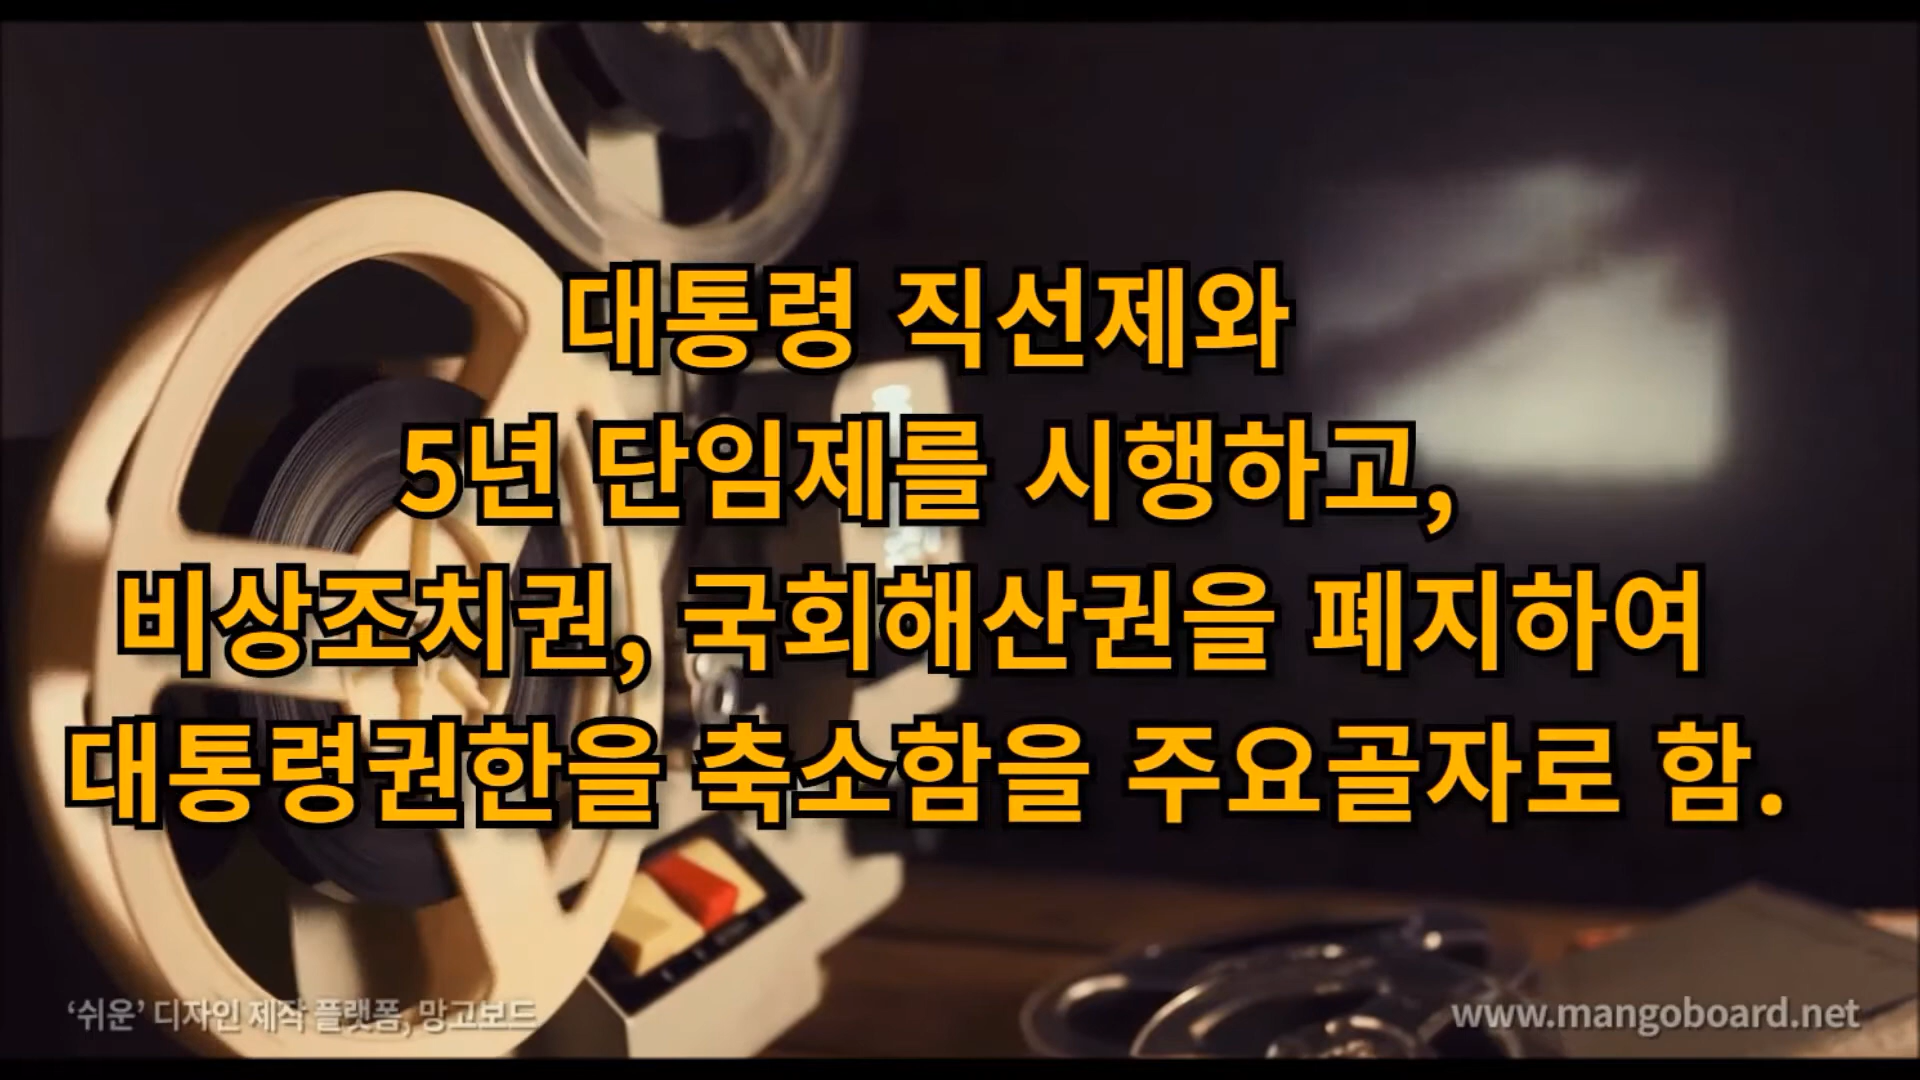 대통령 직선제와
5년 단임제를 시행하고,
비상조치권, 국회해산권을 폐지하여
대통령권한을 축소함을 주요골자로 함.
‘쉬운’ 디자인 제작 플랫폼, 망고보드
www.mangoboard.net